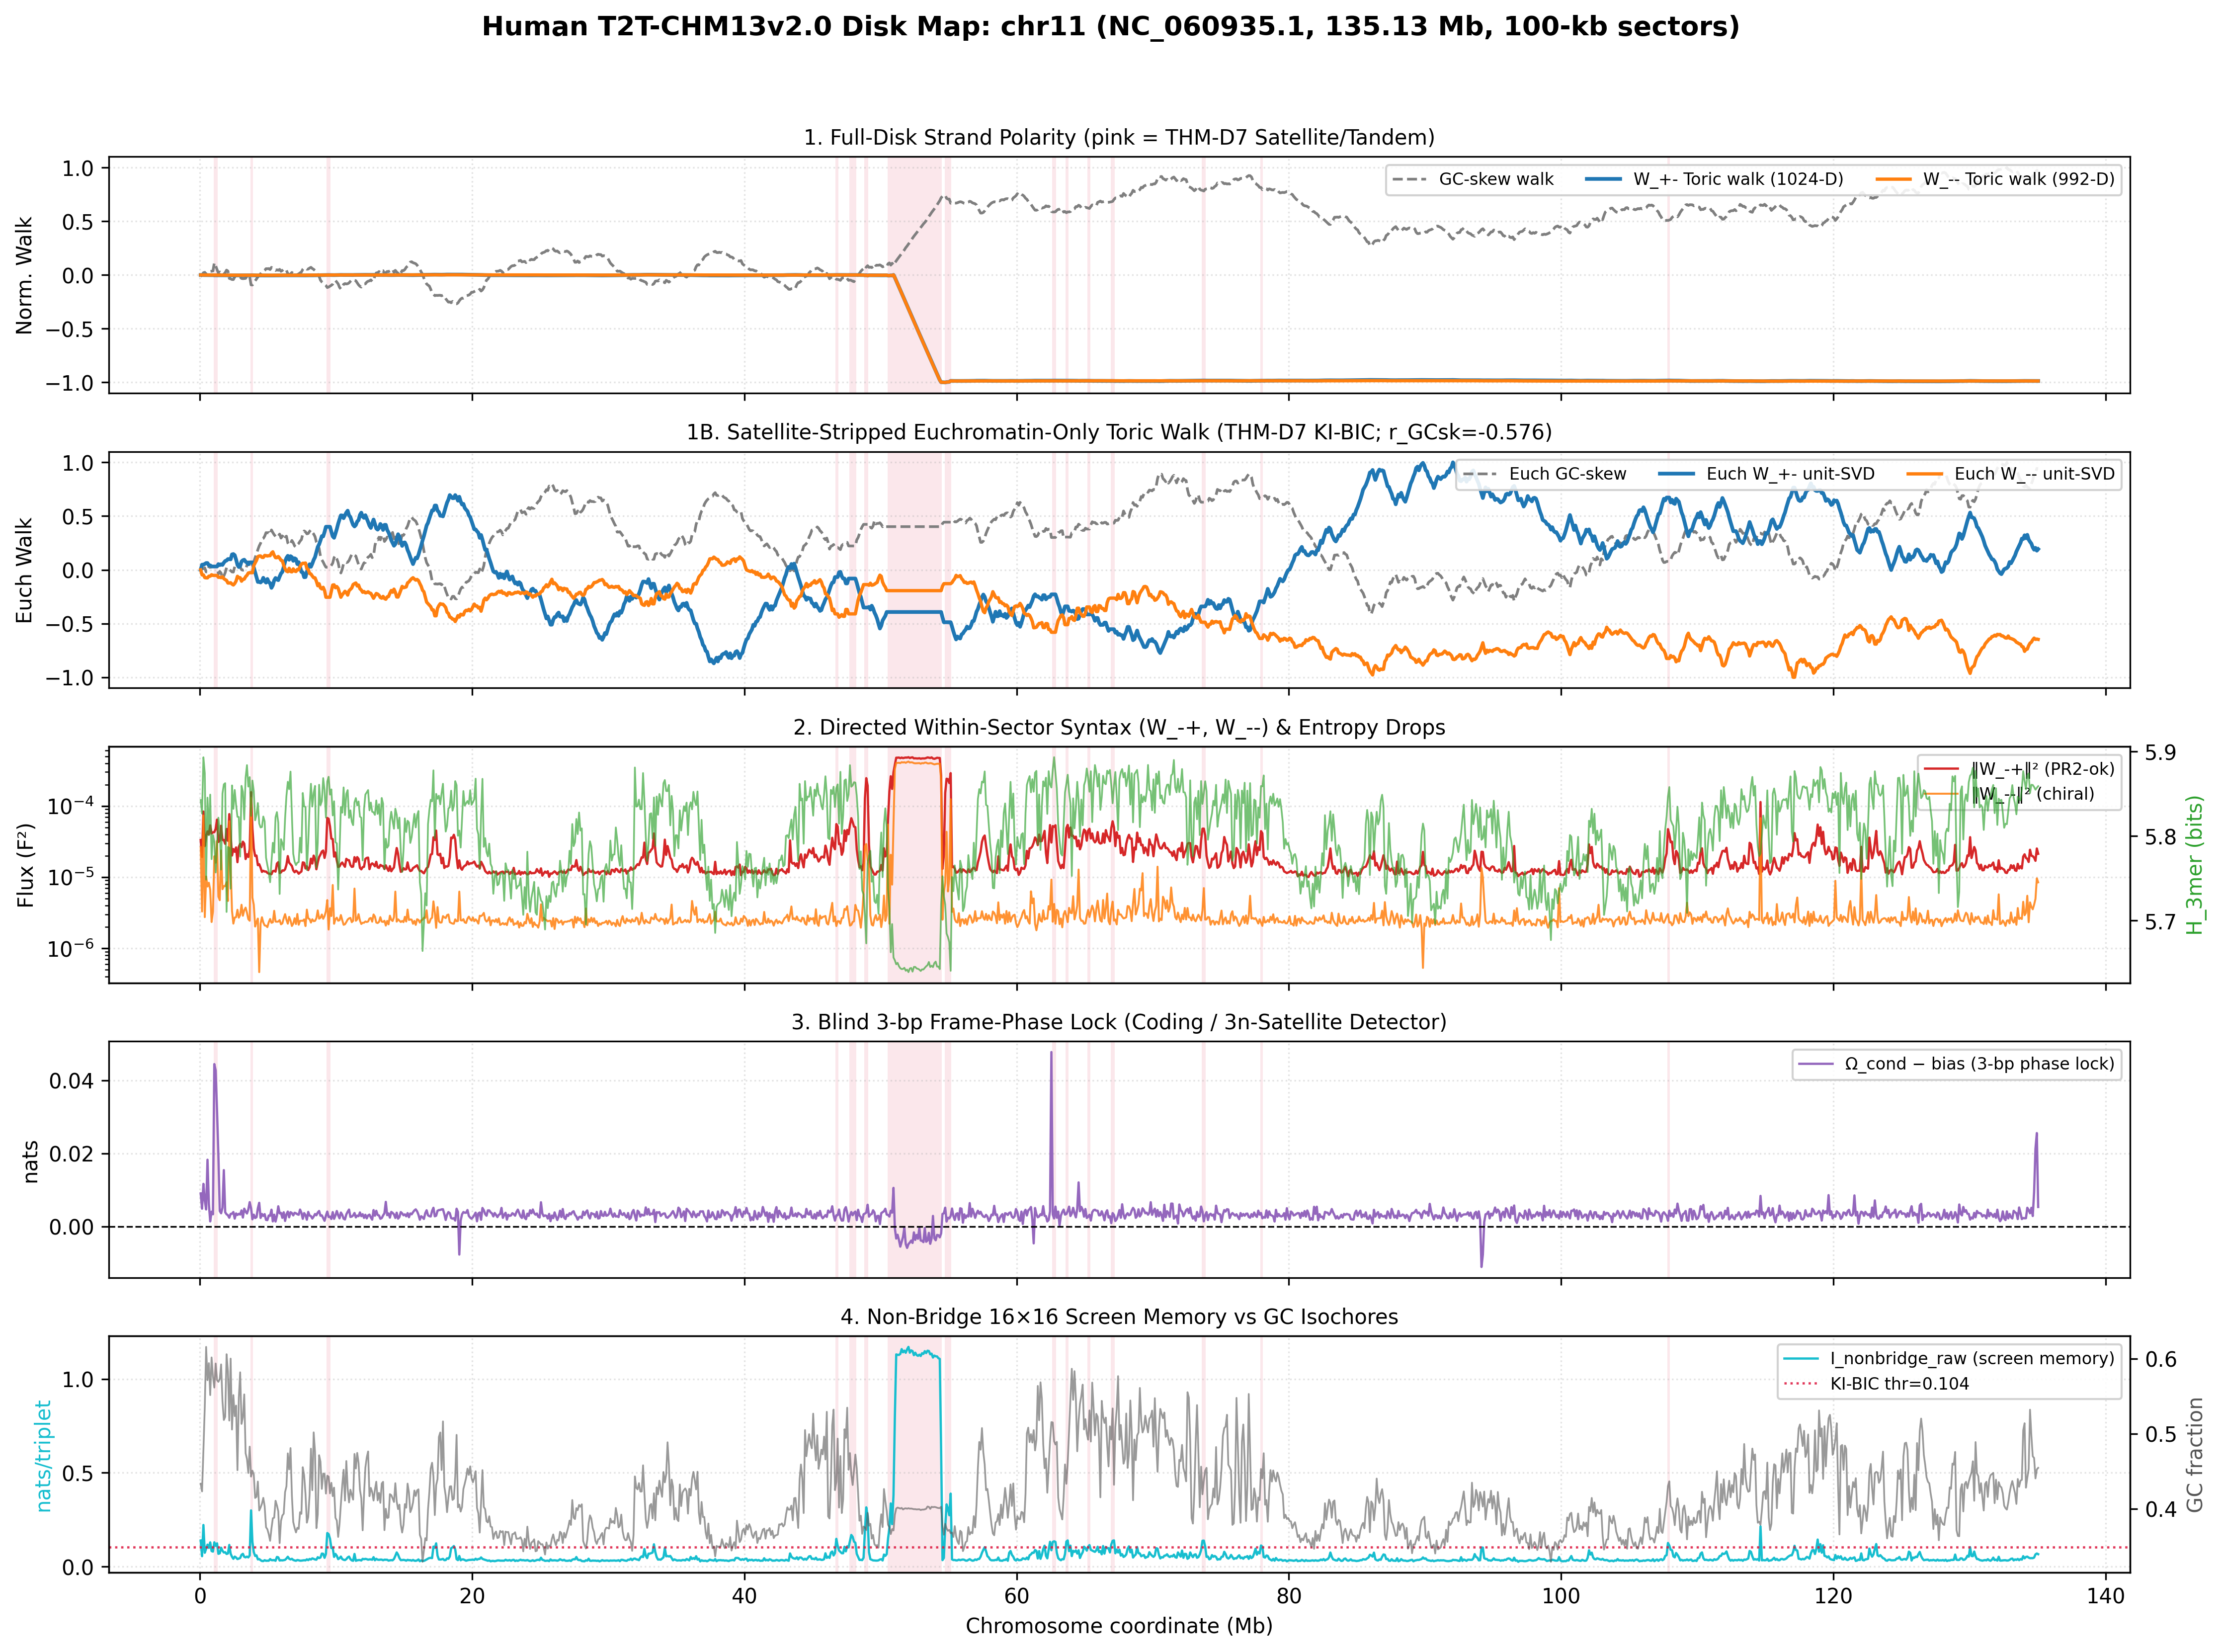 Human T2T-CHM13v2.0 Disk Map: chr11 (NC_060935.1, 135.13 Mb, 100-kb sectors)
1. Full-Disk Strand Polarity (pink = THM-D7 Satellite/Tandem)
Norm. Walk
1.0
0.5
0.0
−0.5
−1.0
GC-skew walk
W_+- Toric walk (1024-D)
W_-- Toric walk (992-D)
1B. Satellite-Stripped Euchromatin-Only Toric Walk (THM-D7 KI-BIC; r_GCsk=-0.576)
Euch Walk
1.0
0.5
0.0
−0.5
−1.0
Euch GC-skew
Euch W_+- unit-SVD
Euch W_-- unit-SVD
2. Directed Within-Sector Syntax (W_-+, W_--) & Entropy Drops
Flux (F²)
10⁻⁴
10⁻⁵
10⁻⁶
‖W_-+‖² (PR2-ok)
‖W_--‖² (chiral)
5.9
5.8
5.7
H_3mer (bits)
3. Blind 3-bp Frame-Phase Lock (Coding / 3n-Satellite Detector)
nats
0.04
0.02
0.00
Ω_cond − bias (3-bp phase lock)
4. Non-Bridge 16×16 Screen Memory vs GC Isochores
nats/triplet
1.0
0.5
0.0
I_nonbridge_raw (screen memory)
KI-BIC thr=0.104
0.6
0.5
0.4
GC fraction
0 20 40 60 80 100 120 140
Chromosome coordinate (Mb)